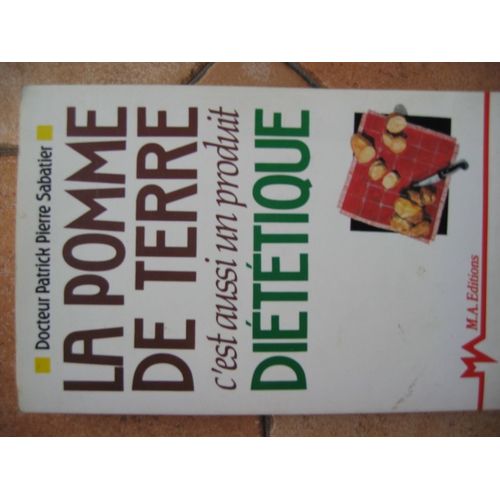 Docteur Patrick Pierre Sabatier
LA POMME
DE TERRE
c'est aussi un produit
DIÉTÉTIQUE
M.A. Editions